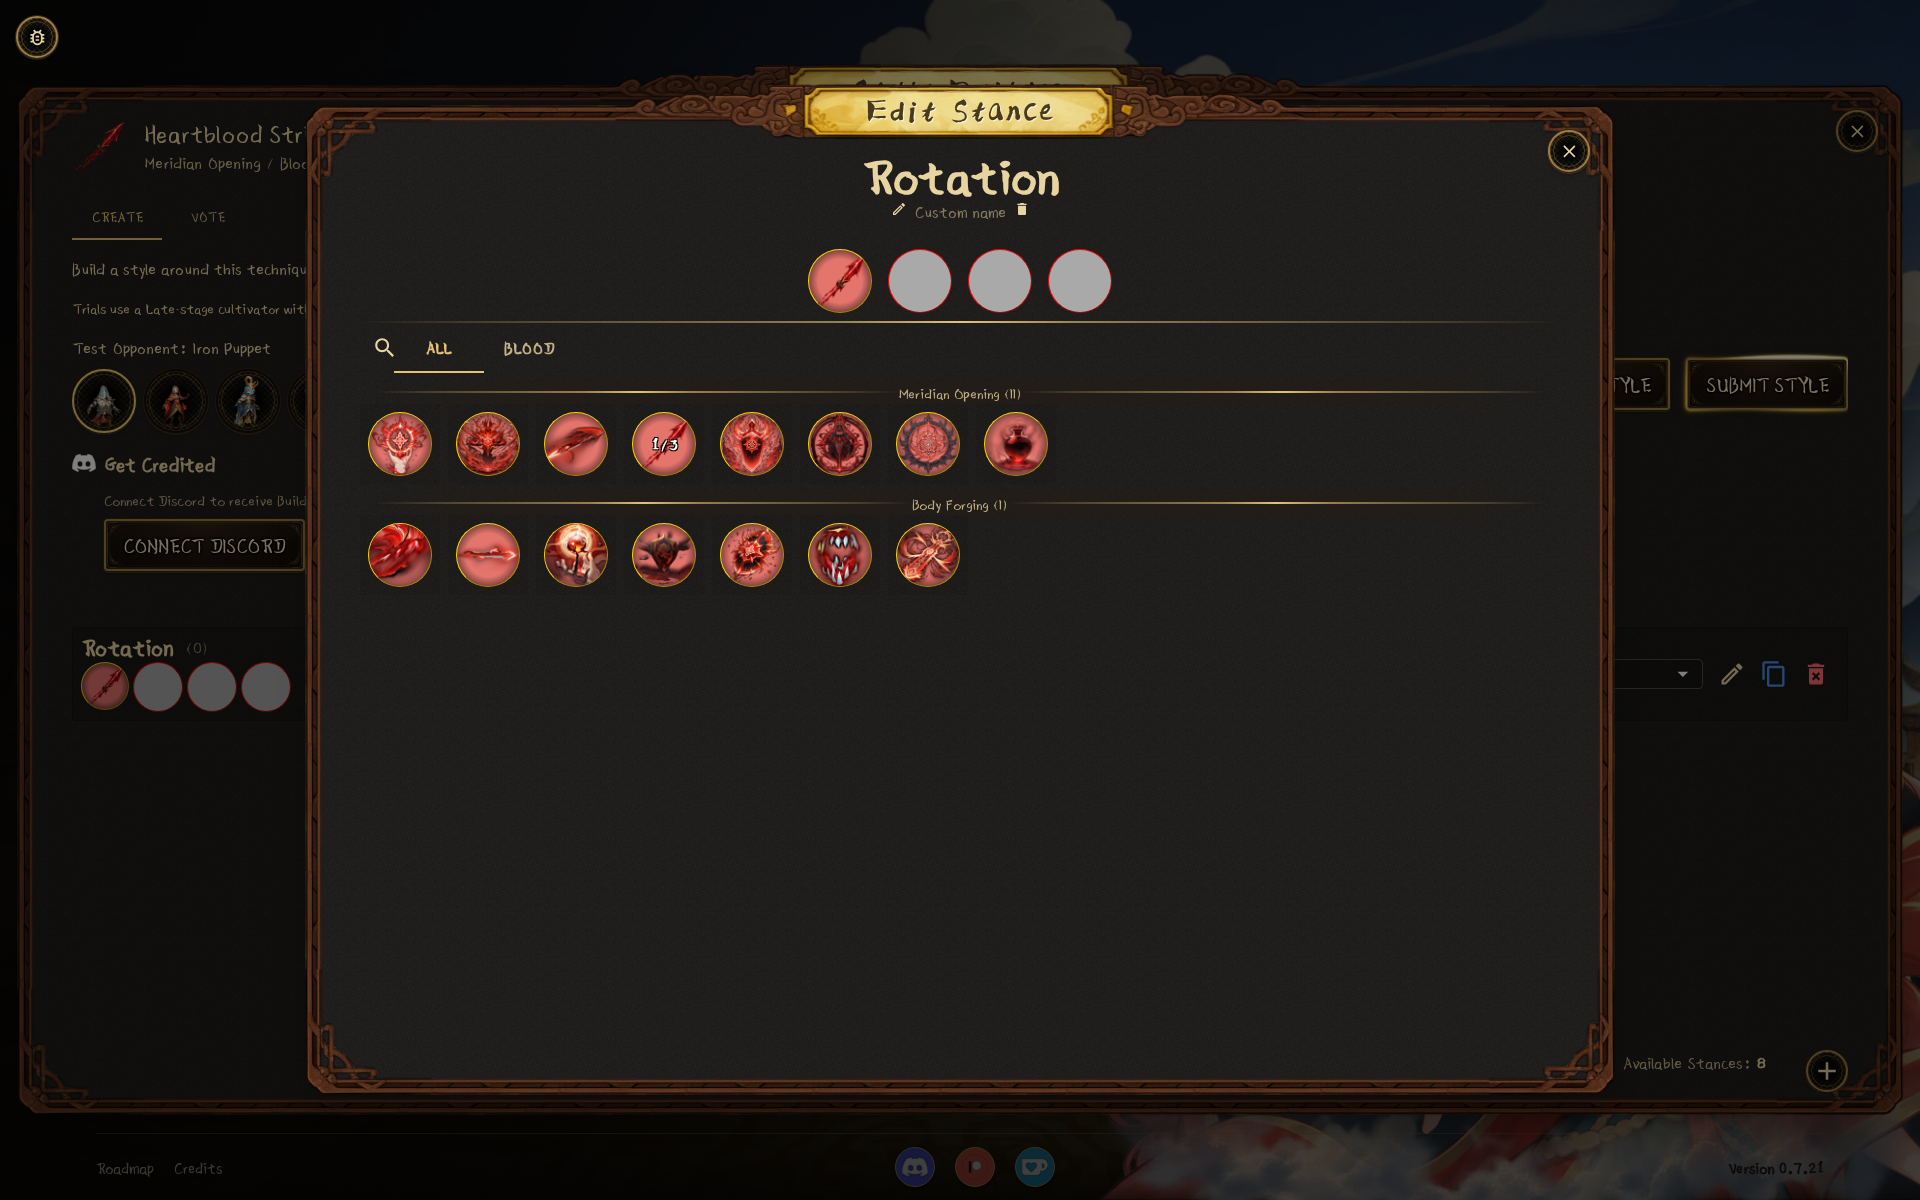 Edit Stance
Heartblood Stri
Meridian Opening / Bloo
Rotation
Custom name
CREATE
VOTE
Build a style around this techniqu
Trials use a Late-stage cultivator wit
Test Opponent: Iron Puppet
ALL
BLOOD
TYLE
SUBMIT STYLE
Meridian Opening (II)
1/3
Get Credited
Connect Discord to receive Build
CONNECT DISCORD
Body Forging (I)
Rotation (0)
Available Stances: 8
Roadmap
Credits
Version 0.7.21